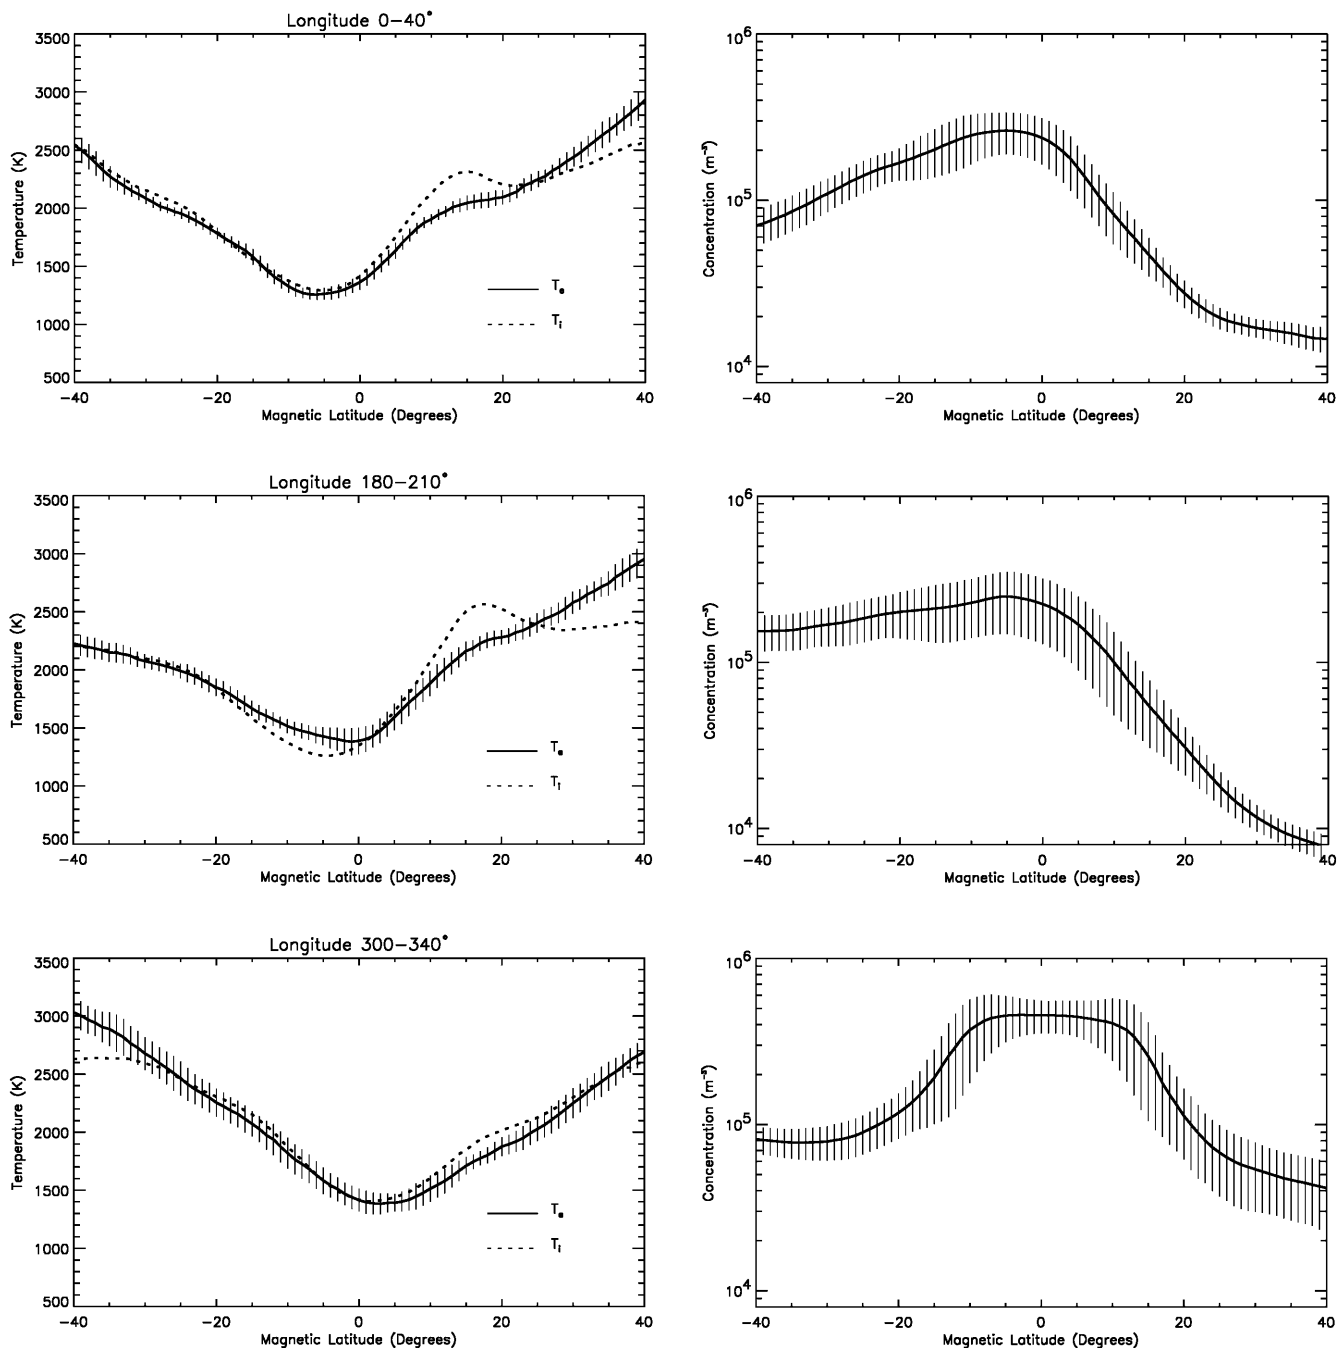 Longitude 0–40°
3500
3000
2500
2000
1500
1000
500
Temperature (K)
Tₑ
Tᵢ
−40 −20 0 20 40
Magnetic Latitude (Degrees)
10⁶
10⁵
10⁴
Concentration (m⁻³)
−40 −20 0 20 40
Magnetic Latitude (Degrees)
Longitude 180–210°
3500
3000
2500
2000
1500
1000
500
Temperature (K)
Tₑ
Tᵢ
−40 −20 0 20 40
Magnetic Latitude (Degrees)
10⁶
10⁵
10⁴
Concentration (m⁻³)
−40 −20 0 20 40
Magnetic Latitude (Degrees)
Longitude 300–340°
3500
3000
2500
2000
1500
1000
500
Temperature (K)
Tₑ
Tᵢ
−40 −20 0 20 40
Magnetic Latitude (Degrees)
10⁶
10⁵
10⁴
Concentration (m⁻³)
−40 −20 0 20 40
Magnetic Latitude (Degrees)